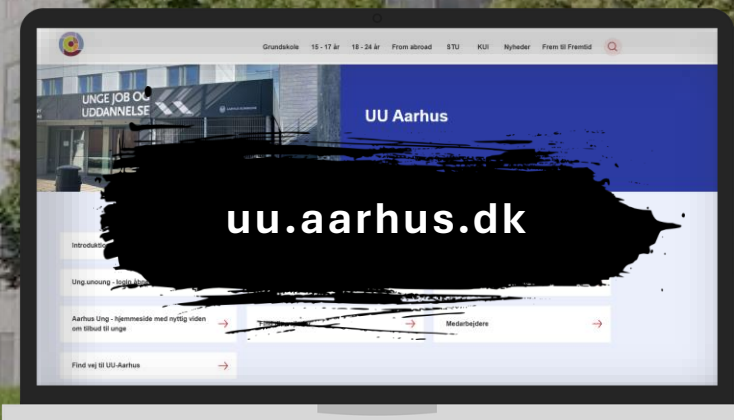 Grundskole 15 - 17 år 18 - 24 år From abroad STU KUI Nyheder Frem til Fremtid
UNGE JOB OG
UDDANNELSE
UU Aarhus
uu.aarhus.dk
Ung.unoung - login
Aarhus Ung - hjemmeside med nyttig viden
om tilbud til unge
Medarbejdere
Find vej til UU-Aarhus